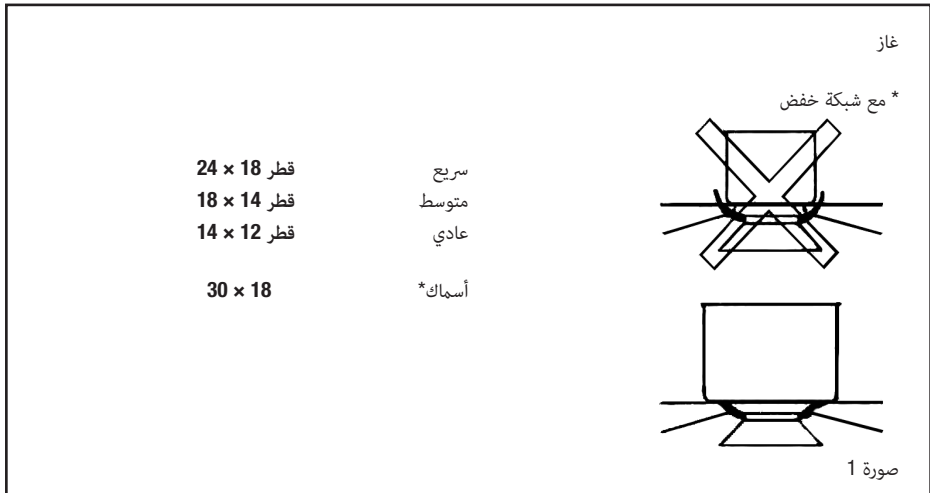 غاز
* مع شبكة خفض
سريع قطر 18 × 24
متوسط قطر 14 × 18
عادي قطر 12 × 14
أسماك* 18 × 30
صورة 1